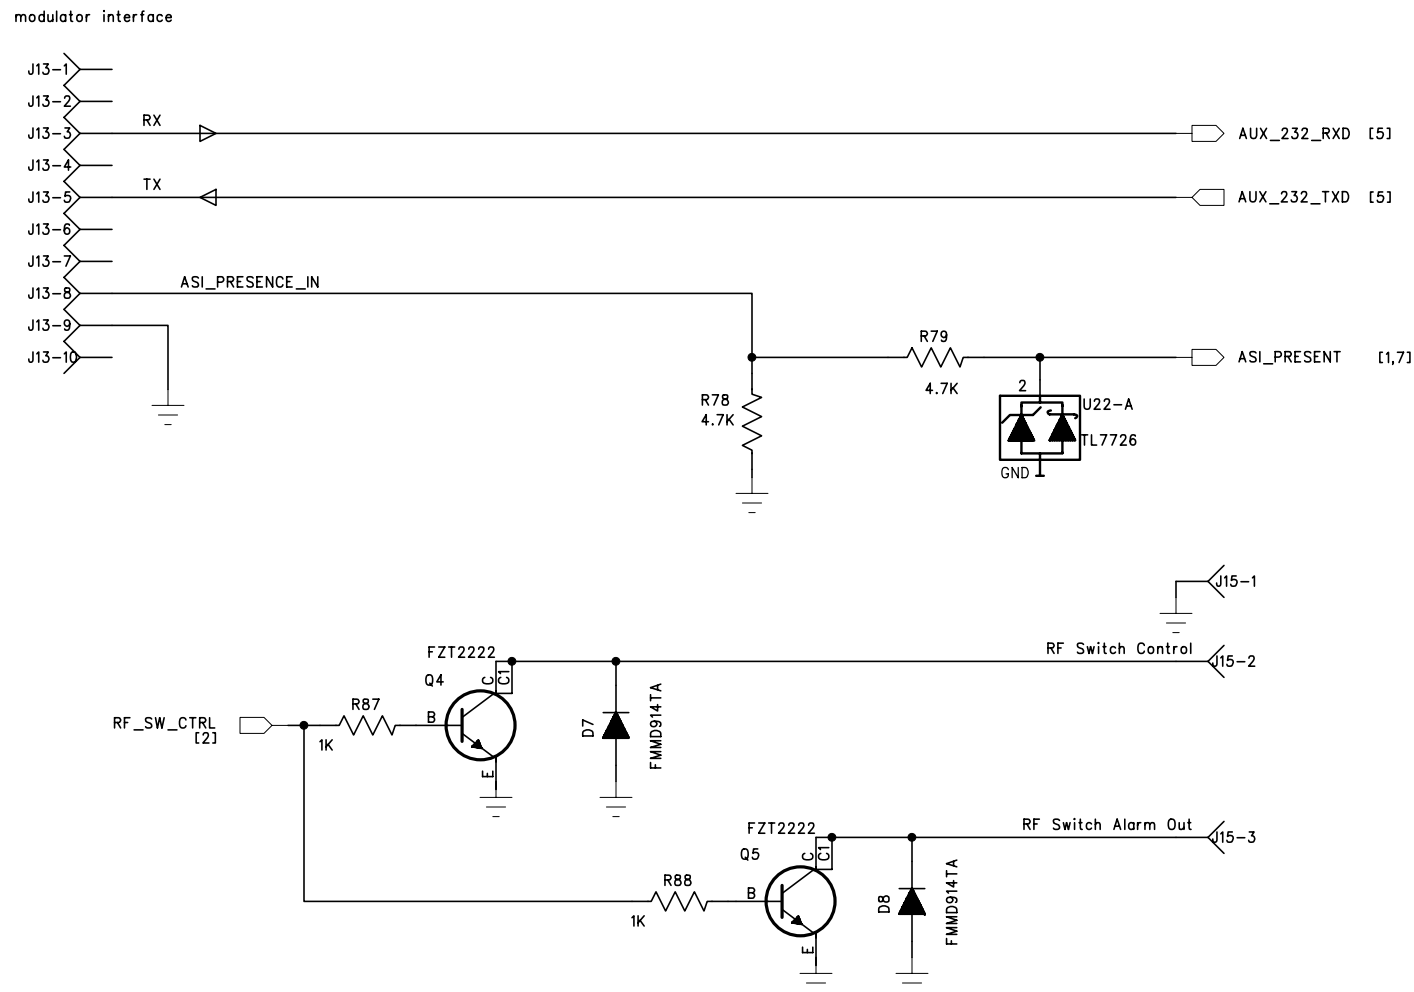 modulator interface
J13-1
J13-2
J13-3 RX AUX_232_RXD [5]
J13-4
J13-5 TX AUX_232_TXD [5]
J13-6
J13-7
J13-8 ASI_PRESENCE_IN
J13-9
J13-10
R79
4.7K
ASI_PRESENT [1,7]
R78
4.7K
2
U22-A
TL7726
GND
J15-1
FZT2222
Q4
C
C1
B
E
RF Switch Control
J15-2
RF_SW_CTRL
[2]
R87
1K
D7
FMMD914TA
FZT2222
Q5
C
C1
B
E
RF Switch Alarm Out
J15-3
R88
1K
D8
FMMD914TA